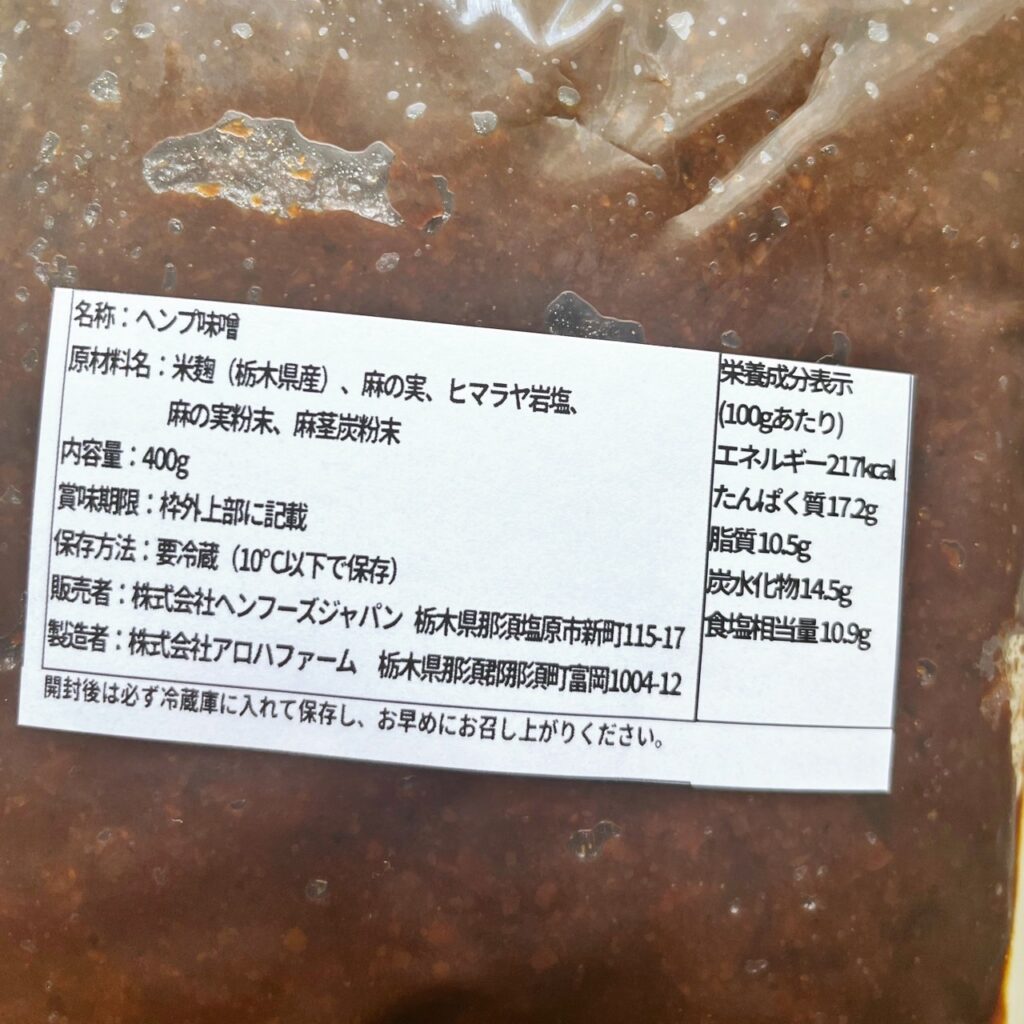 名称：ヘンプ味噌
原材料名：米麹（栃木県産）、麻の実、ヒマラヤ岩塩、
麻の実粉末、麻茎炭粉末
内容量：400g
賞味期限：枠外上部に記載
保存方法：要冷蔵（10℃以下で保存）
販売者：株式会社ヘンフーズジャパン 栃木県那須塩原市新町115-17
製造者：株式会社アロハファーム 栃木県那須郡那須町富岡1004-12
開封後は必ず冷蔵庫に入れて保存し、お早めにお召し上がりください。
栄養成分表示
(100gあたり)
エネルギー217kcal
たんぱく質17.2g
脂質10.5g
炭水化物14.5g
食塩相当量10.9g